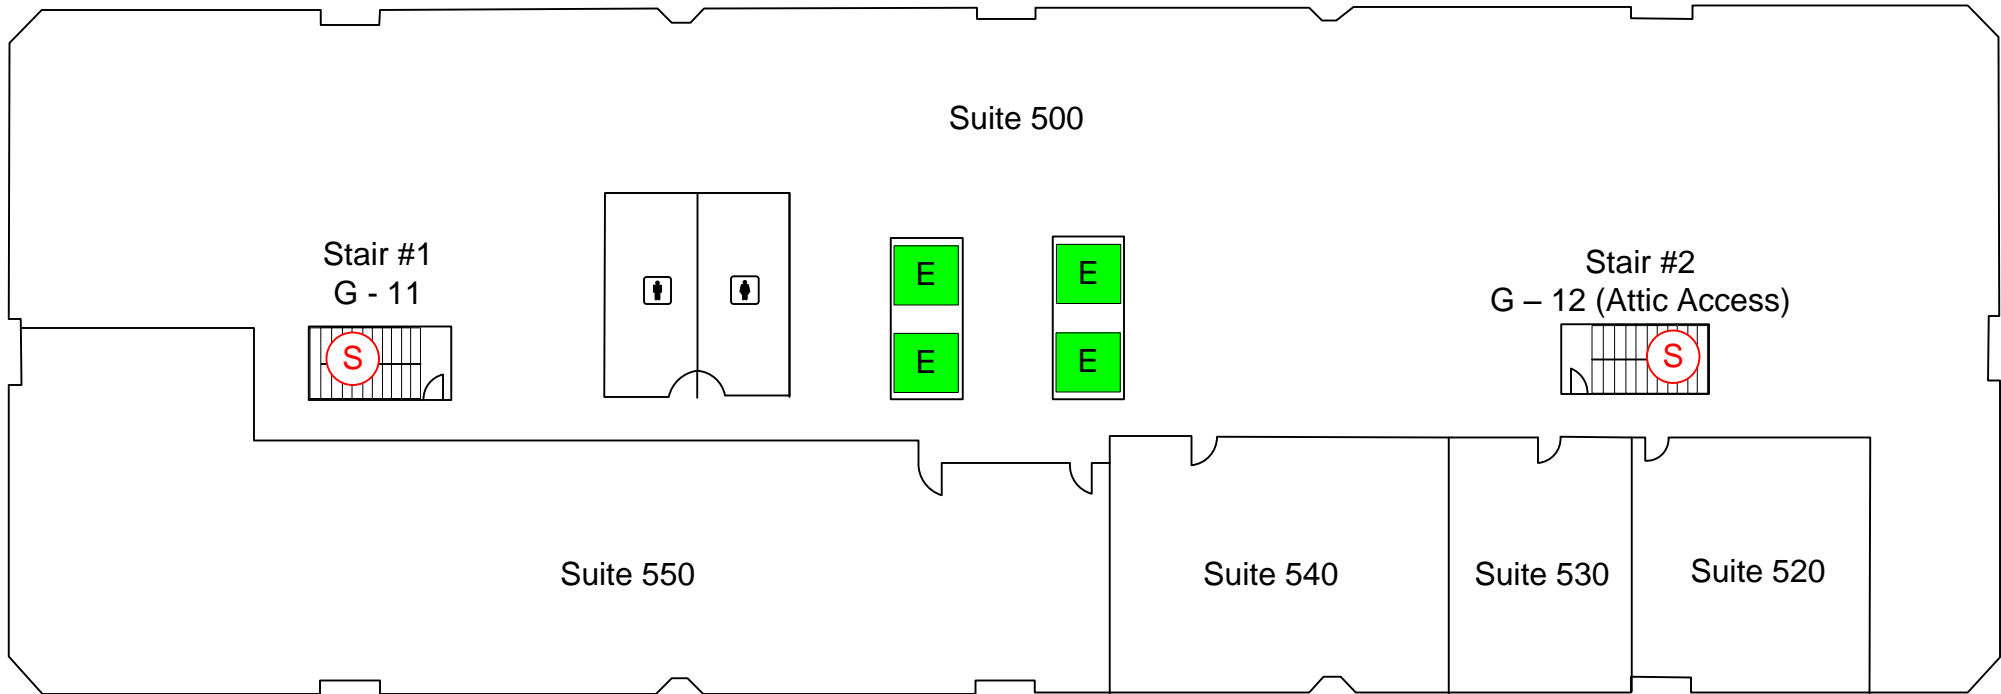 Suite 500
Stair #1
G - 11
S
E
E
E
E
Stair #2
G – 12 (Attic Access)
S
Suite 550
Suite 540
Suite 530
Suite 520